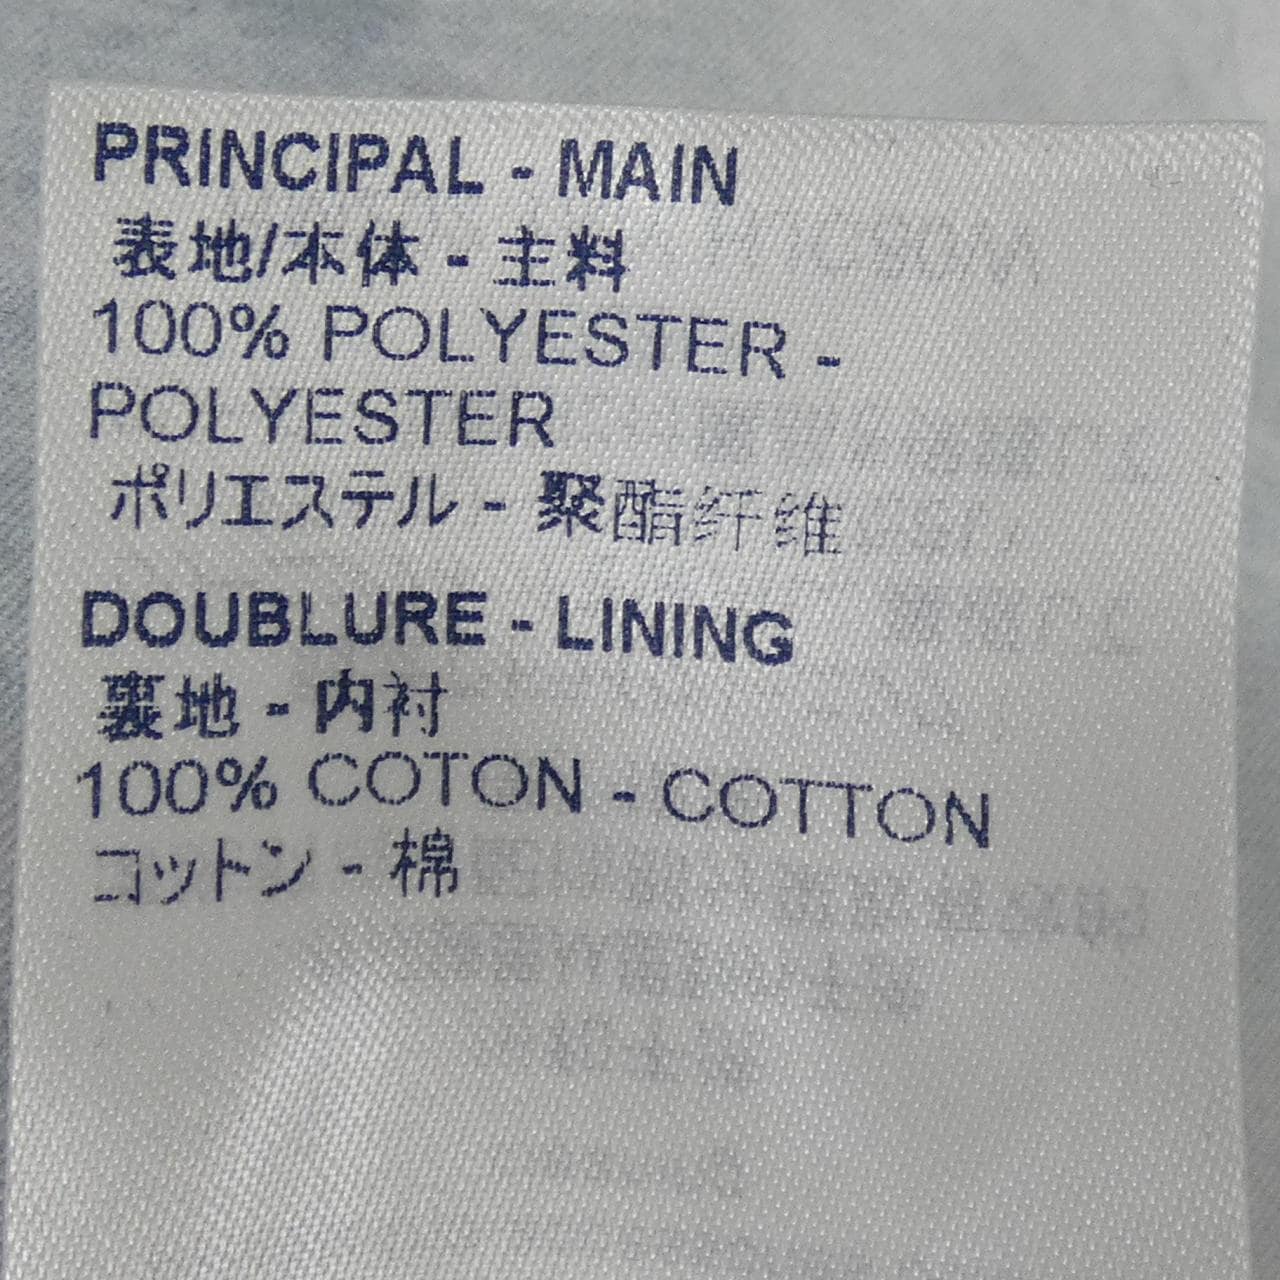 PRINCIPAL - MAIN
表地/本体 - 主料
100% POLYESTER -
POLYESTER
ポリエステル - 聚酯纤维
DOUBLURE - LINING
裏地 - 内衬
100% COTON - COTTON
コットン - 棉